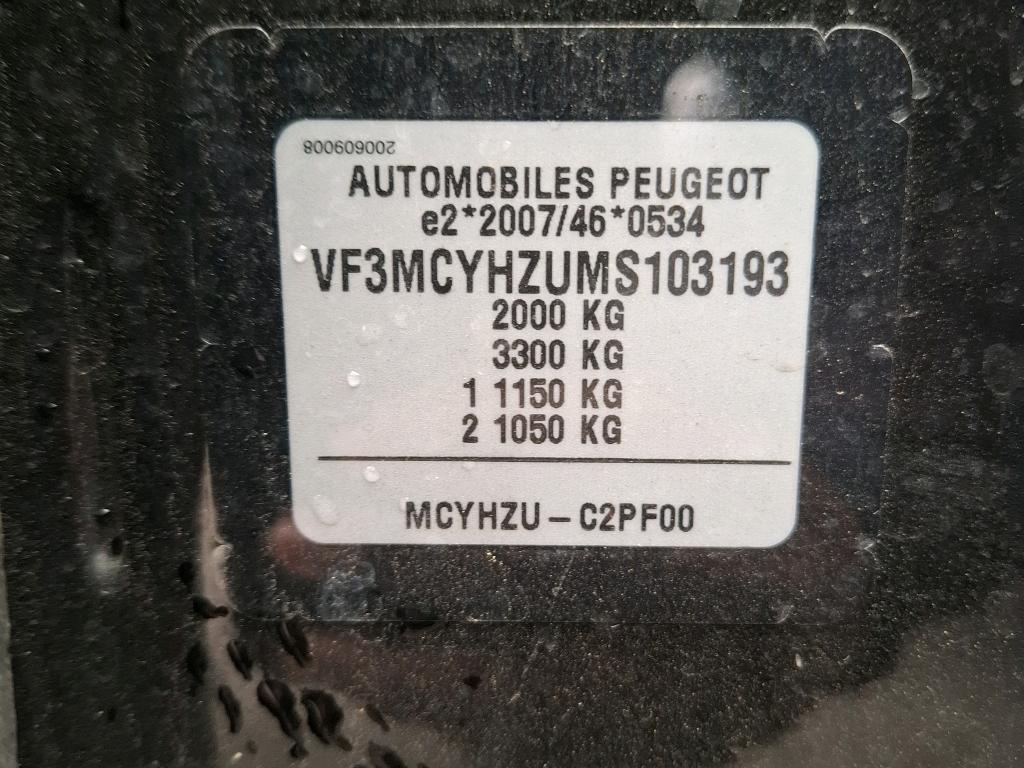 200609008
AUTOMOBILES PEUGEOT
e2*2007/46*0534
VF3MCYHZUMS103193
2000 KG
3300 KG
1 1150 KG
2 1050 KG
MCYHZU – C2PF00